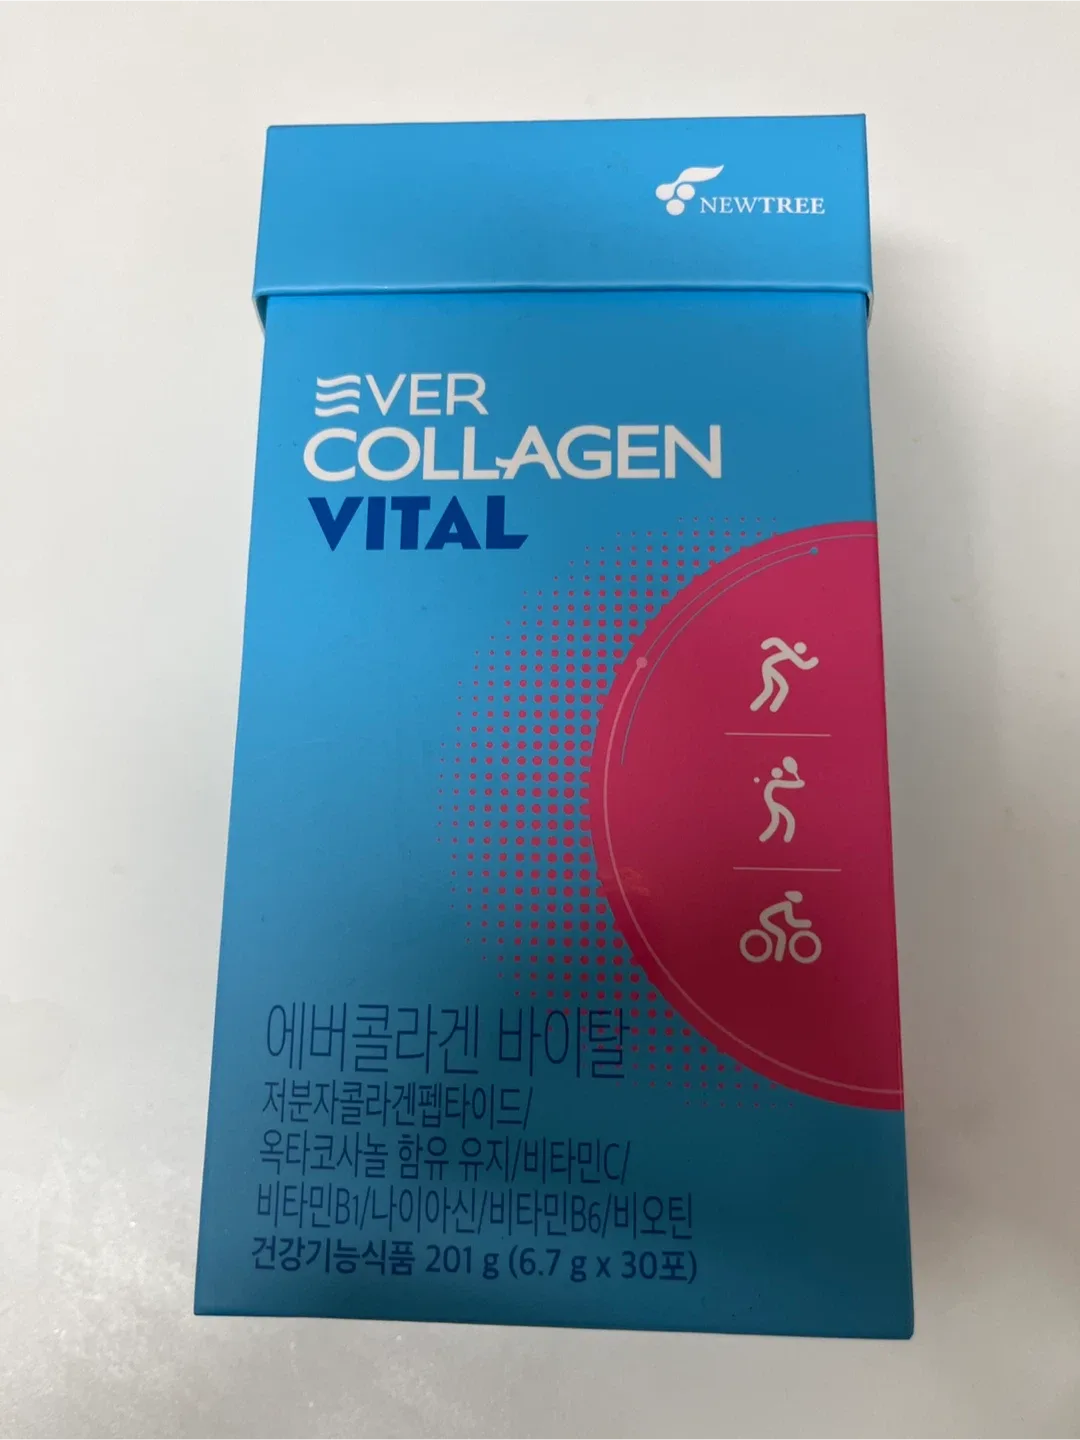 NEWTREE
EVER
COLLAGEN
VITAL
에버콜라겐 바이탈
저분자콜라겐펩타이드/
옥타코사놀 함유 유지/비타민C/
비타민B1/나이아신/비타민B6/비오틴
건강기능식품 201 g (6.7 g x 30포)